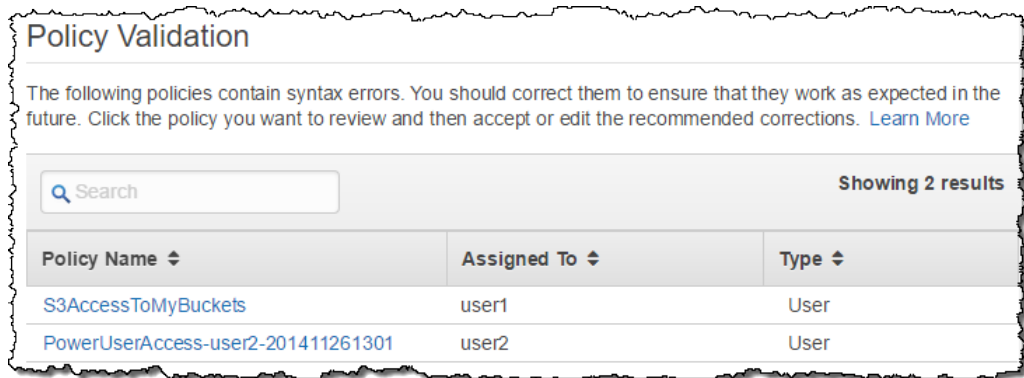 Policy Validation
The following policies contain syntax errors. You should correct them to ensure that they work as expected in the
future. Click the policy you want to review and then accept or edit the recommended corrections. Learn More
Search
Showing 2 results
Policy Name Assigned To Type
S3AccessToMyBuckets user1 User
PowerUserAccess-user2-201411261301 user2 User